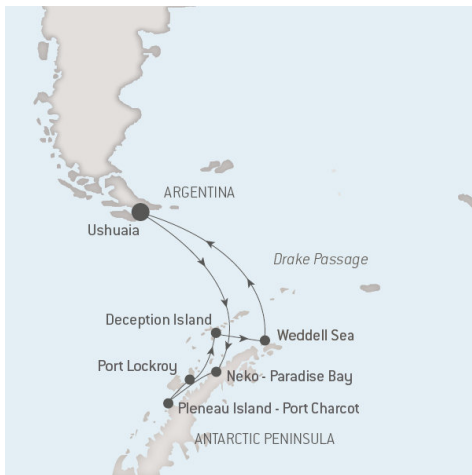 ARGENTINA
Ushuaia
Drake Passage
Deception Island
Weddell Sea
Port Lockroy
Neko - Paradise Bay
Pleneau Island - Port Charcot
ANTARCTIC PENINSULA